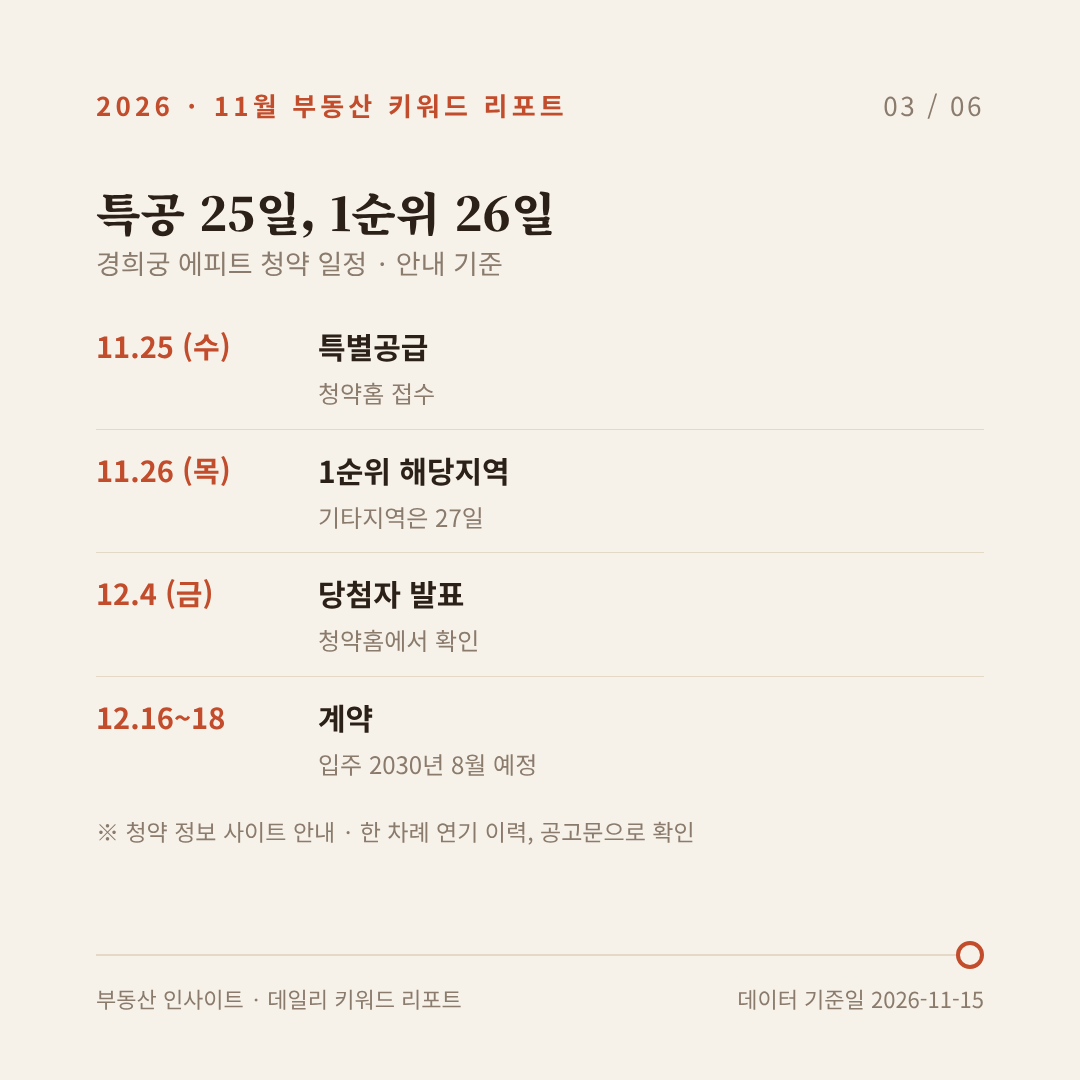 2026 · 11월 부동산 키워드 리포트
03 / 06
특공 25일, 1순위 26일
경희궁 에피트 청약 일정 · 안내 기준
11.25 (수)
특별공급
청약홈 접수
11.26 (목)
1순위 해당지역
기타지역은 27일
12.4 (금)
당첨자 발표
청약홈에서 확인
12.16~18
계약
입주 2030년 8월 예정
※ 청약 정보 사이트 안내 · 한 차례 연기 이력, 공고문으로 확인
부동산 인사이트 · 데일리 키워드 리포트
데이터 기준일 2026-11-15